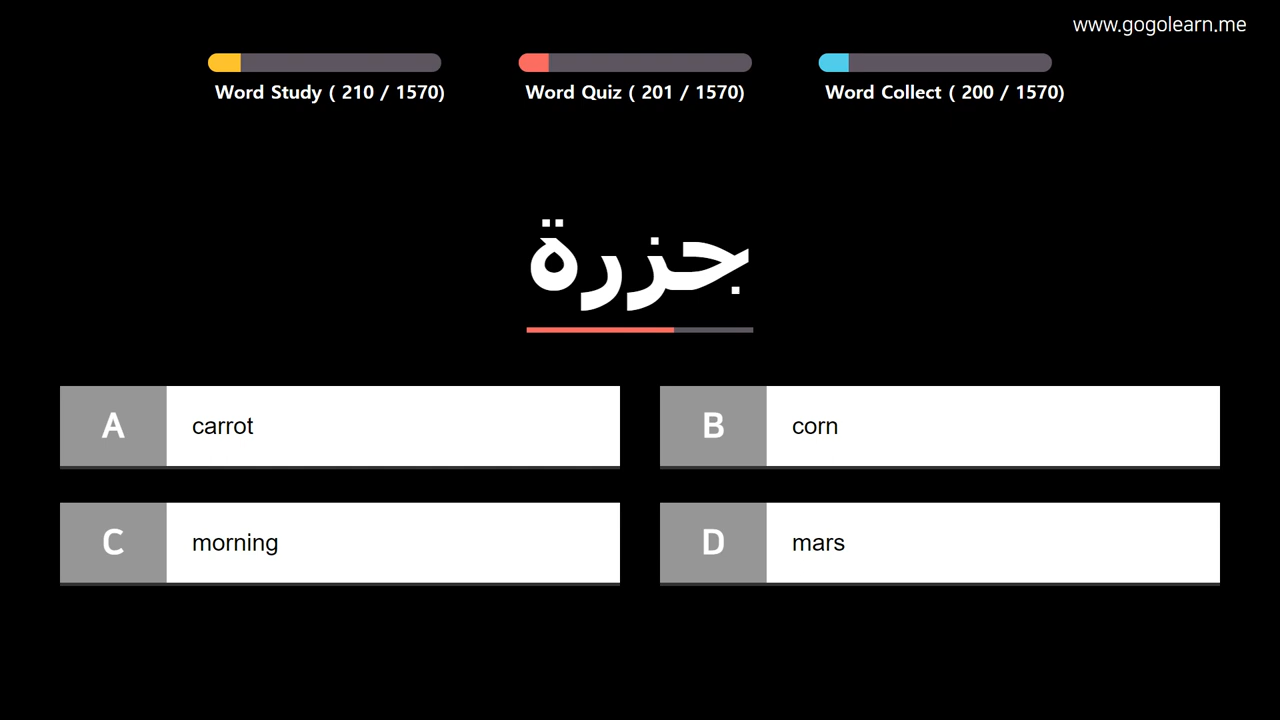 www.gogolearn.me
Word Study ( 210 / 1570)
Word Quiz ( 201 / 1570)
Word Collect ( 200 / 1570)
جزرة
A carrot
B corn
C morning
D mars